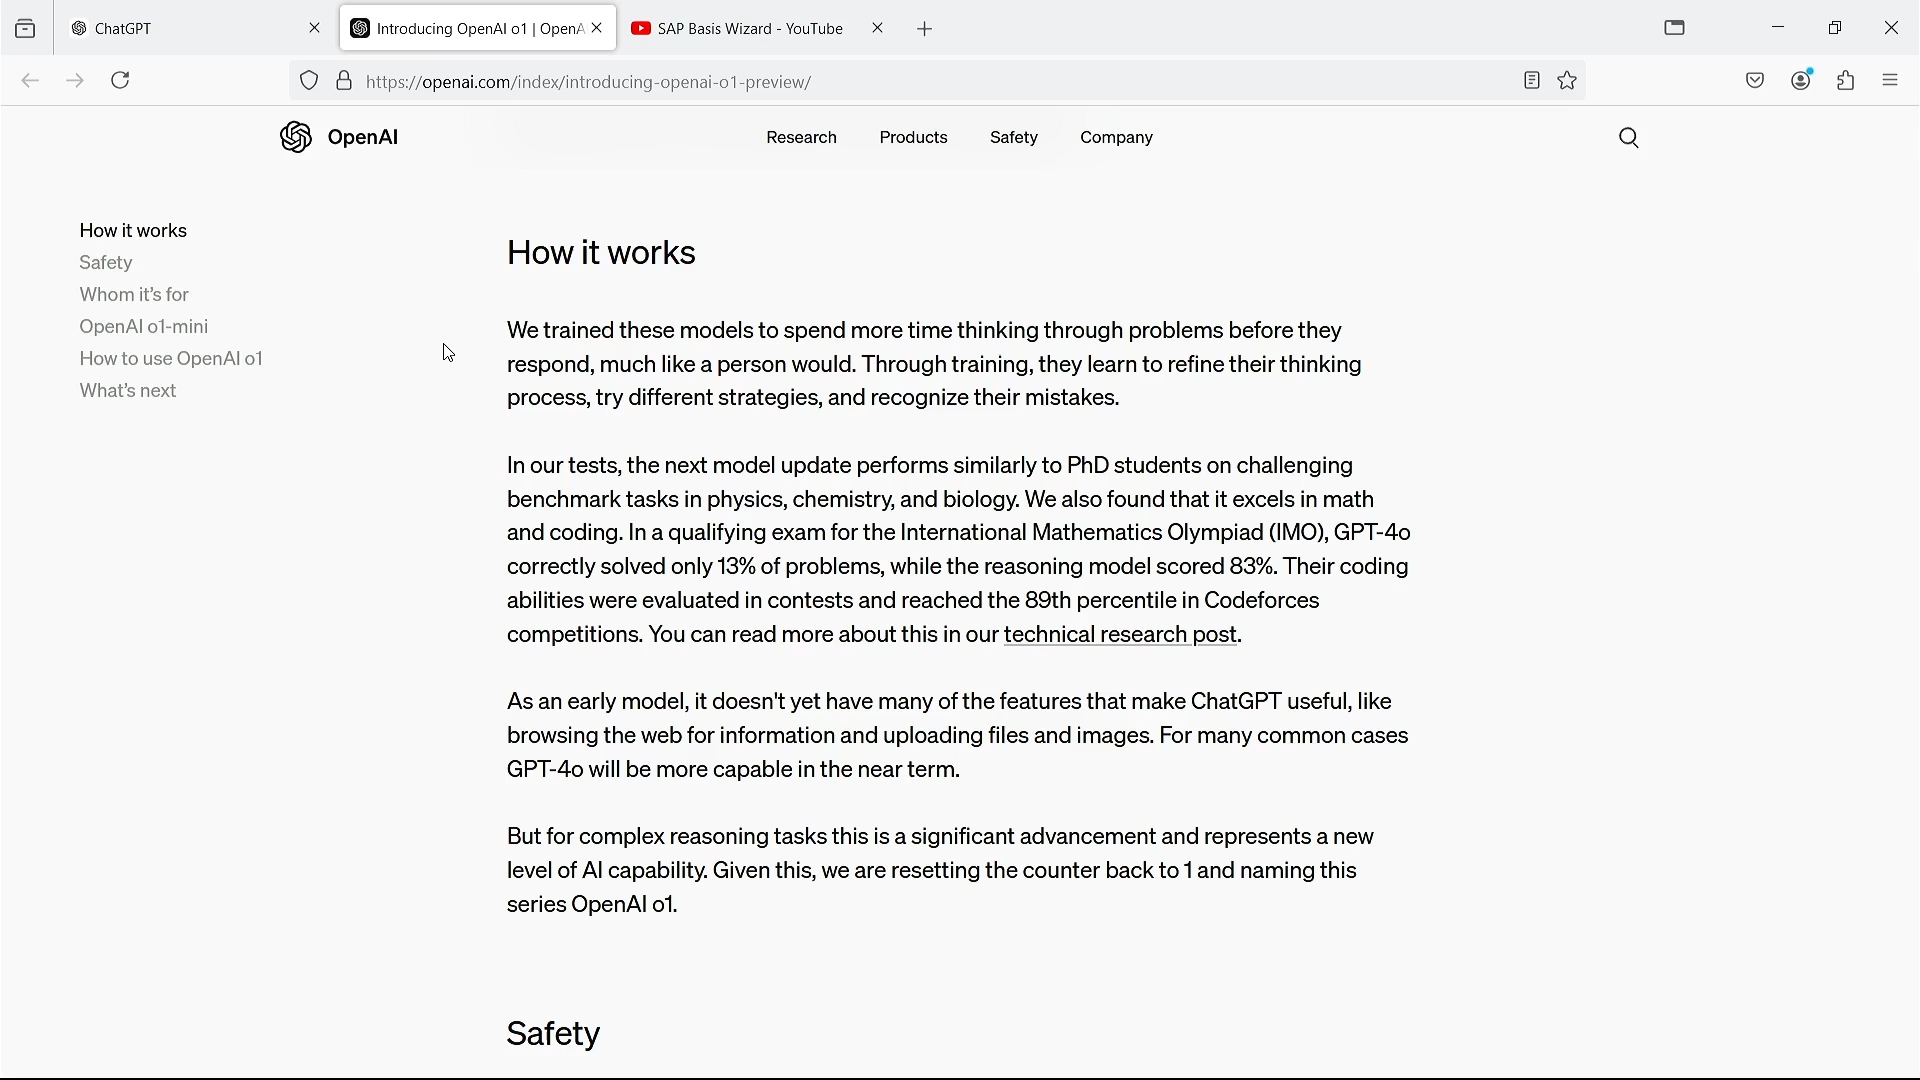 ChatGPT
Introducing OpenAI o1 | OpenA
SAP Basis Wizard - YouTube
https://openai.com/index/introducing-openai-o1-preview/
OpenAI
Research
Products
Safety
Company
How it works
Safety
Whom it's for
OpenAI o1-mini
How to use OpenAI o1
What's next
How it works
We trained these models to spend more time thinking through problems before they
respond, much like a person would. Through training, they learn to refine their thinking
process, try different strategies, and recognize their mistakes.
In our tests, the next model update performs similarly to PhD students on challenging
benchmark tasks in physics, chemistry, and biology. We also found that it excels in math
and coding. In a qualifying exam for the International Mathematics Olympiad (IMO), GPT-4o
correctly solved only 13% of problems, while the reasoning model scored 83%. Their coding
abilities were evaluated in contests and reached the 89th percentile in Codeforces
competitions. You can read more about this in our technical research post.
As an early model, it doesn't yet have many of the features that make ChatGPT useful, like
browsing the web for information and uploading files and images. For many common cases
GPT-4o will be more capable in the near term.
But for complex reasoning tasks this is a significant advancement and represents a new
level of AI capability. Given this, we are resetting the counter back to 1 and naming this
series OpenAI o1.
Safety